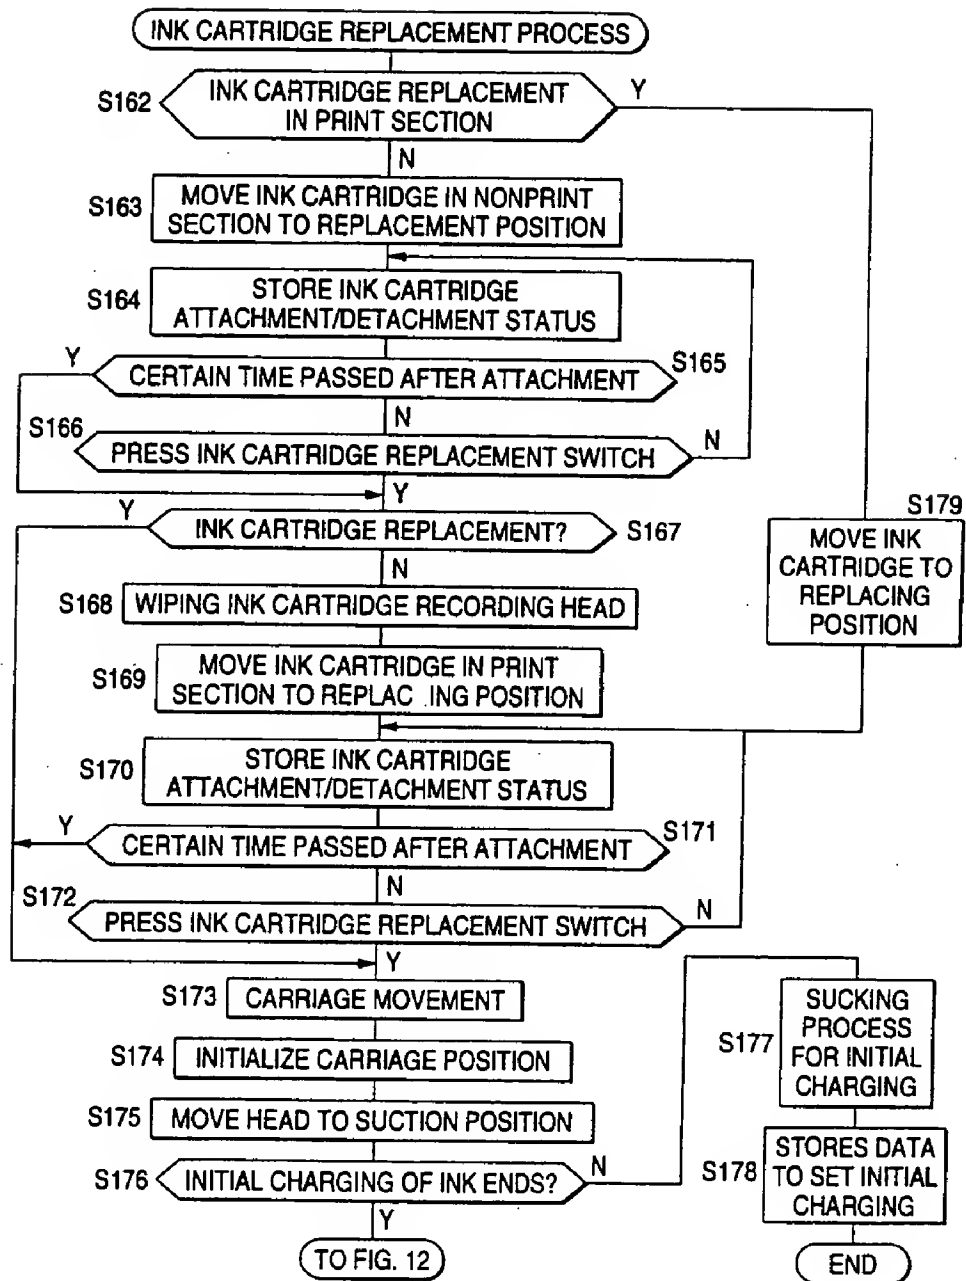 INK CARTRIDGE REPLACEMENT PROCESS
S162
INK CARTRIDGE REPLACEMENT
IN PRINT SECTION
Y
N
S163
MOVE INK CARTRIDGE IN NONPRINT
SECTION TO REPLACEMENT POSITION
S164
STORE INK CARTRIDGE
ATTACHMENT/DETACHMENT STATUS
Y
CERTAIN TIME PASSED AFTER ATTACHMENT
S165
N
S166
PRESS INK CARTRIDGE REPLACEMENT SWITCH
N
Y
Y
INK CARTRIDGE REPLACEMENT?
S167
N
S179
MOVE INK
CARTRIDGE TO
REPLACING
POSITION
S168
WIPING INK CARTRIDGE RECORDING HEAD
S169
MOVE INK CARTRIDGE IN PRINT
SECTION TO REPLAC .ING POSITION
S170
STORE INK CARTRIDGE
ATTACHMENT/DETACHMENT STATUS
Y
CERTAIN TIME PASSED AFTER ATTACHMENT
S171
N
S172
PRESS INK CARTRIDGE REPLACEMENT SWITCH
N
Y
S173
CARRIAGE MOVEMENT
S174
INITIALIZE CARRIAGE POSITION
S175
MOVE HEAD TO SUCTION POSITION
S176
INITIAL CHARGING OF INK ENDS?
N
Y
TO FIG. 12
S177
SUCKING
PROCESS
FOR INITIAL
CHARGING
S178
STORES DATA
TO SET INITIAL
CHARGING
END